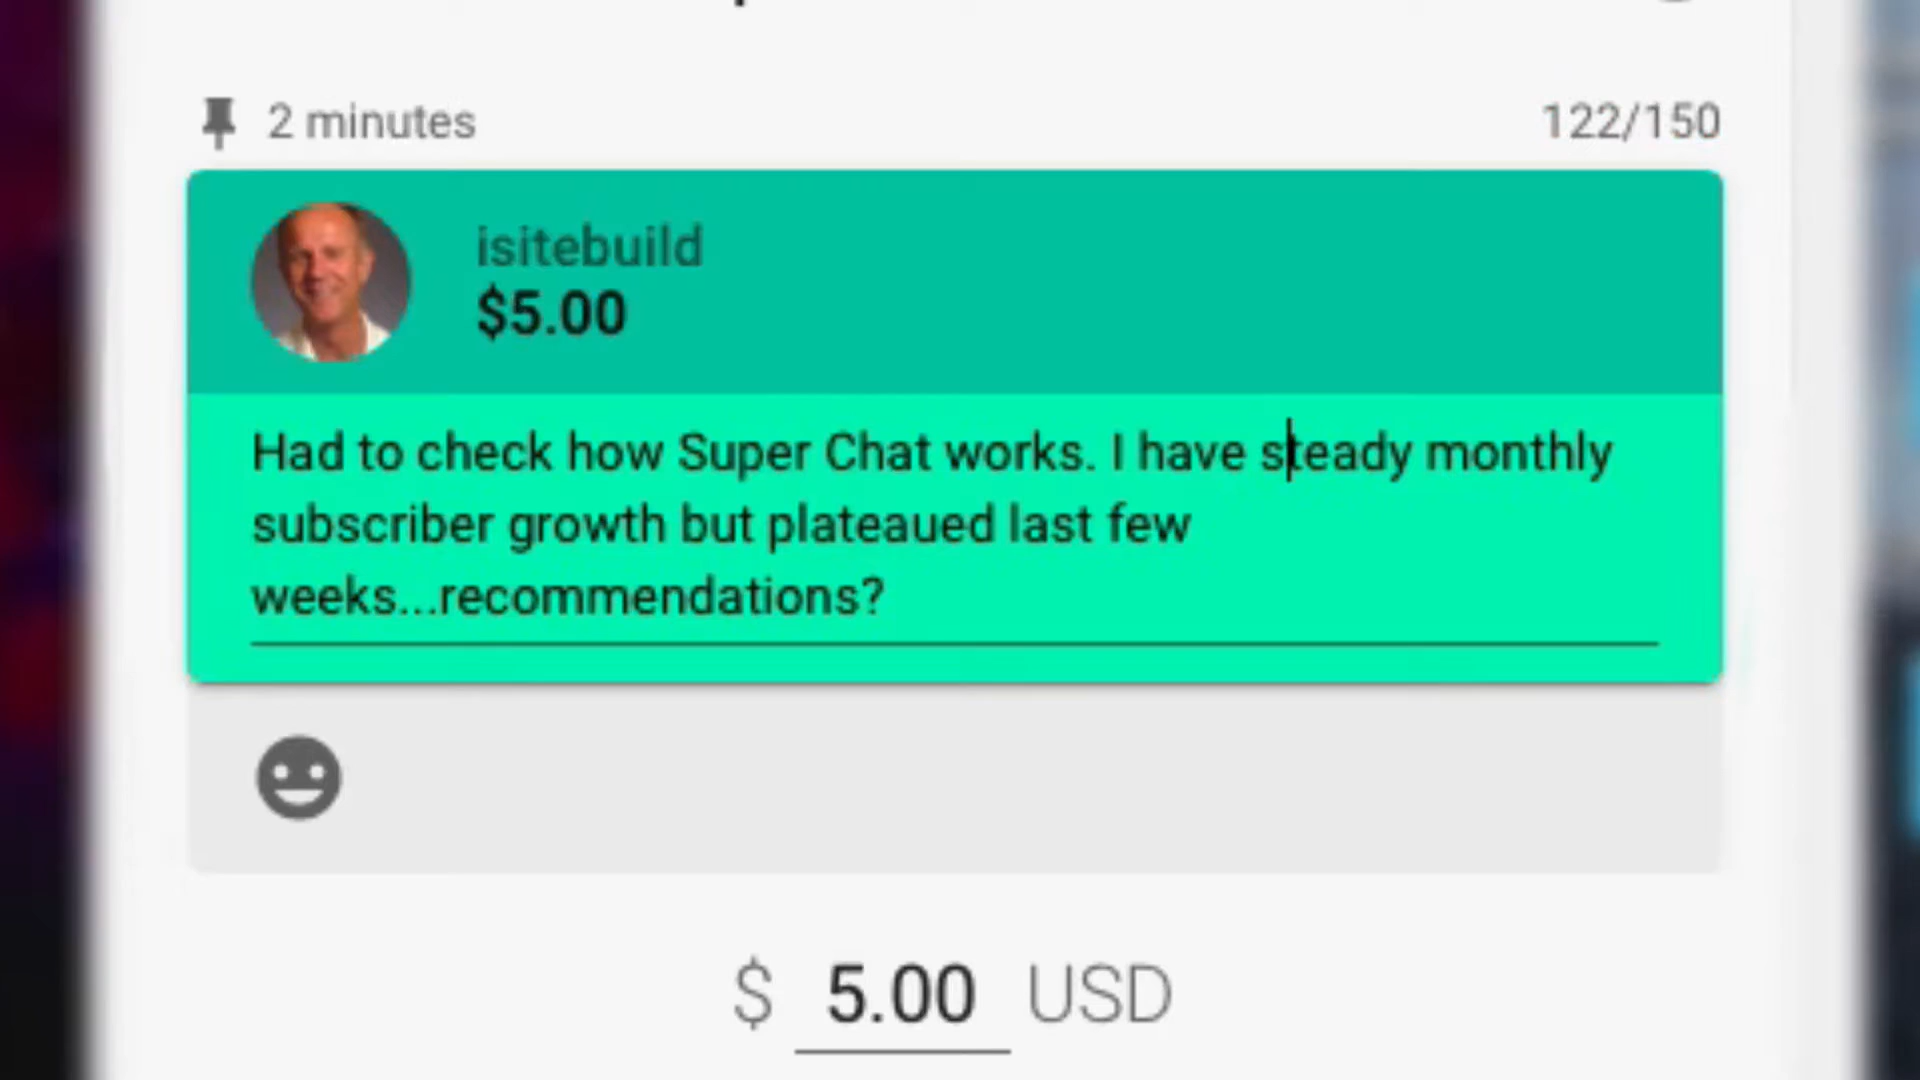 2 minutes
122/150
isitebuild
$5.00
Had to check how Super Chat works. I have steady monthly
subscriber growth but plateaued last few
weeks...recommendations?
$ 5.00 USD